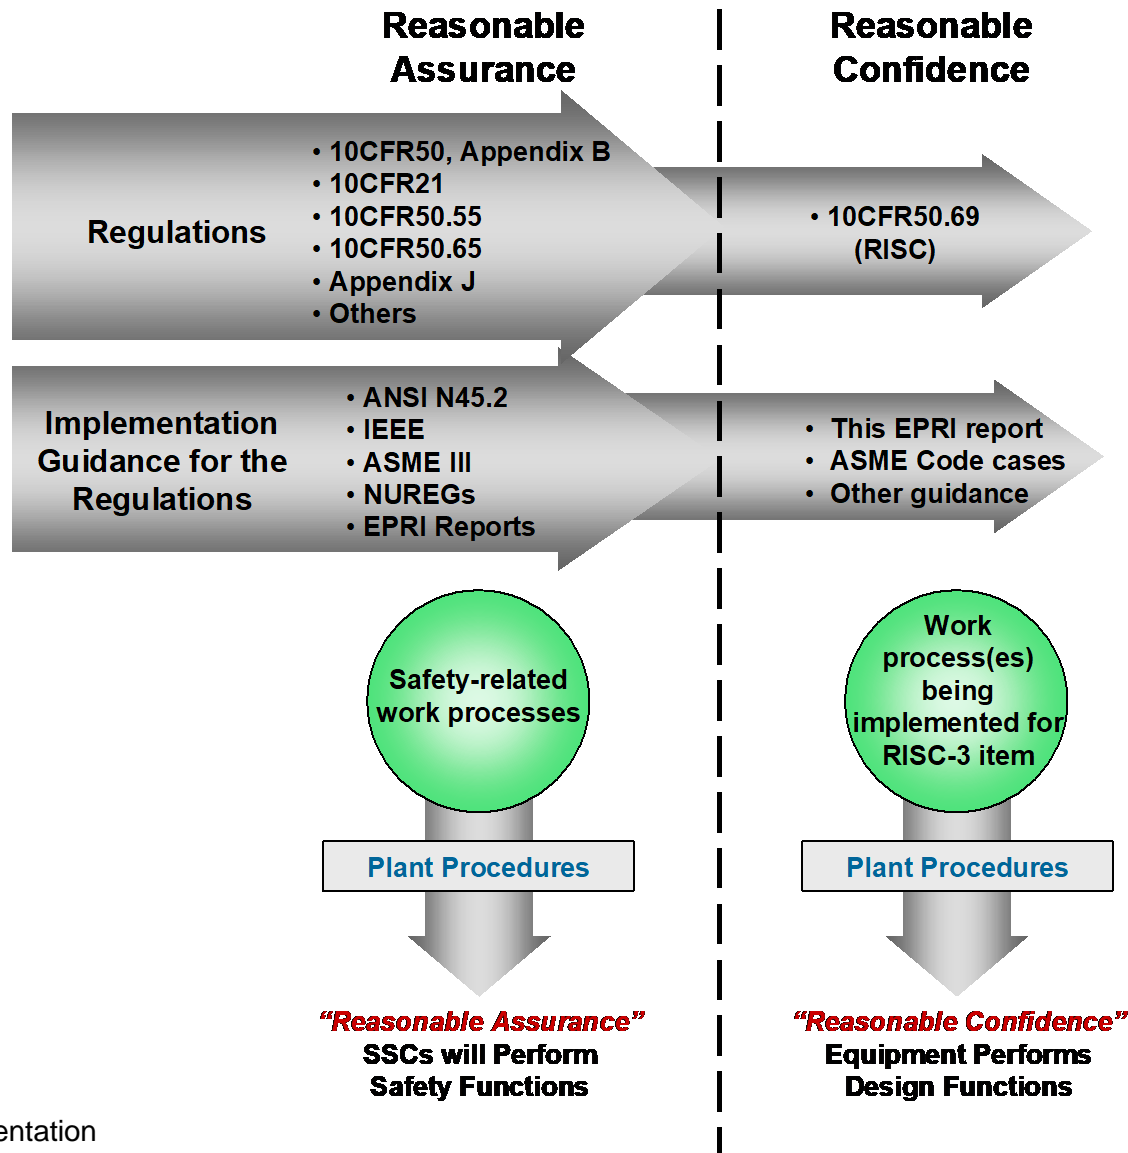 Reasonable
Assurance
Reasonable
Confidence
Regulations
• 10CFR50, Appendix B
• 10CFR21
• 10CFR50.55
• 10CFR50.65
• Appendix J
• Others
• 10CFR50.69
(RISC)
Implementation
Guidance for the
Regulations
• ANSI N45.2
• IEEE
• ASME III
• NUREGs
• EPRI Reports
• This EPRI report
• ASME Code cases
• Other guidance
Safety-related
work processes
Work
process(es)
being
implemented for
RISC-3 item
Plant Procedures
Plant Procedures
“Reasonable Assurance”
SSCs will Perform
Safety Functions
“Reasonable Confidence”
Equipment Performs
Design Functions
entation